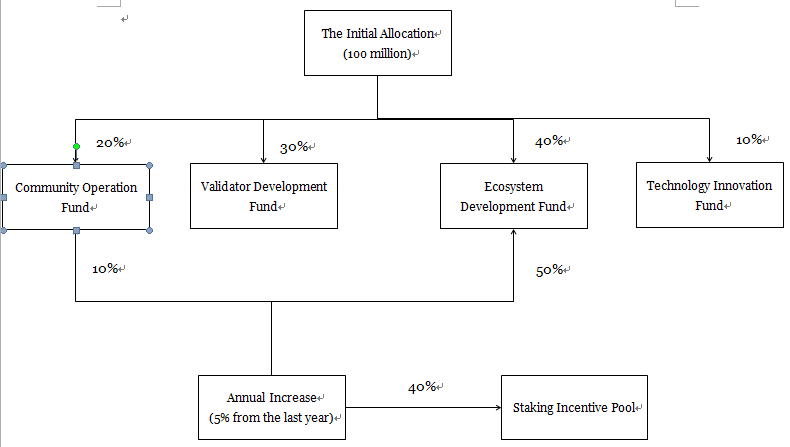 The Initial Allocation
(100 million)
20%
30%
40%
10%
Community Operation
Fund
Validator Development
Fund
Ecosystem
Development Fund
Technology Innovation
Fund
10%
50%
Annual Increase
(5% from the last year)
40%
Staking Incentive Pool